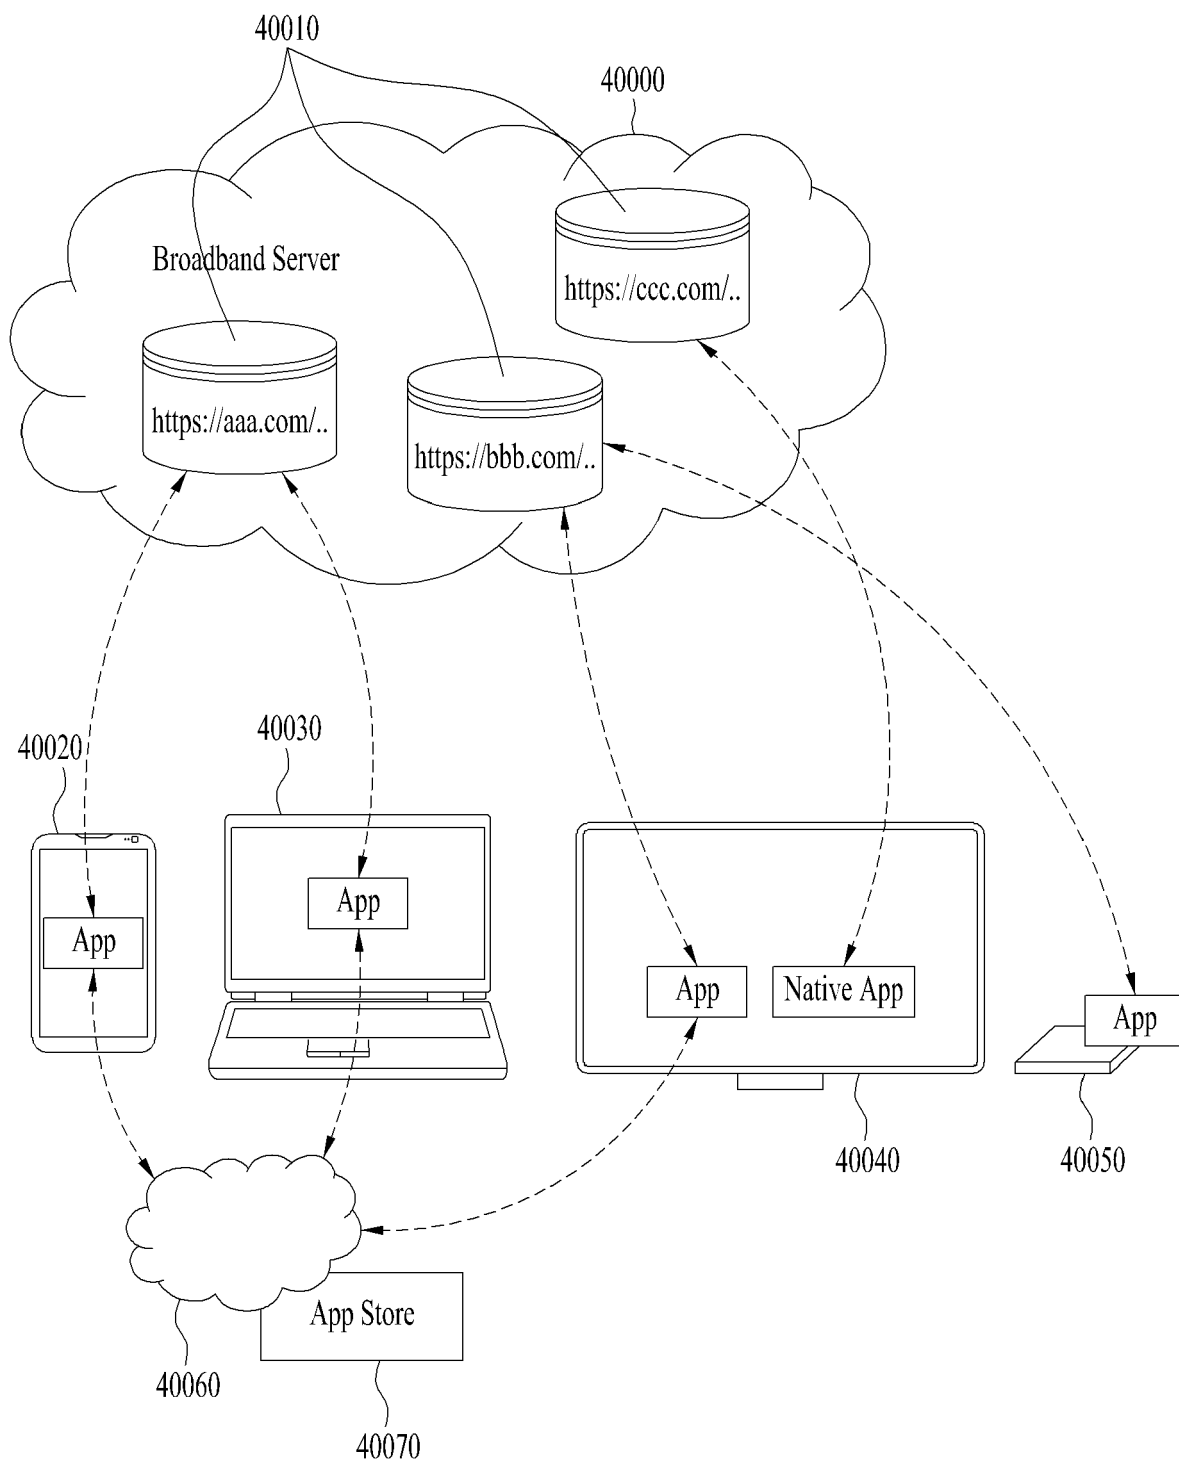 40010
40000
Broadband Server
https://ccc.com/..
https://aaa.com/..
https://bbb.com/..
40020
40030
App
App
App
Native App
App
40040
40050
App Store
40060
40070